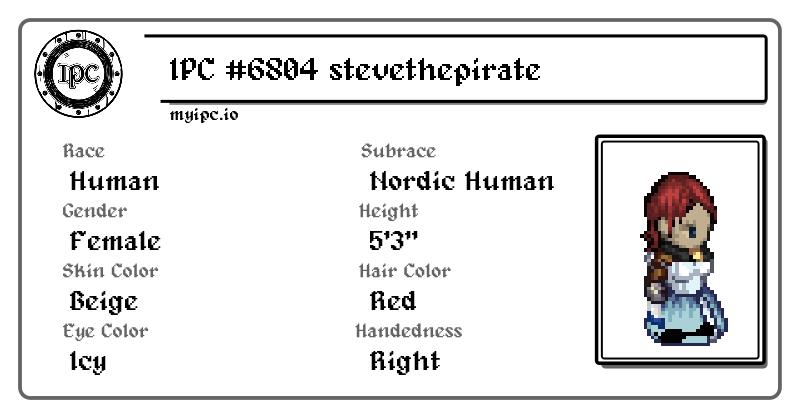 IPC
IPC #6804 stevethepirate
myipc.io
Race
Human
Subrace
Nordic Human
Gender
Female
Height
5'3"
Skin Color
Beige
Hair Color
Red
Eye Color
Icy
Handedness
Right